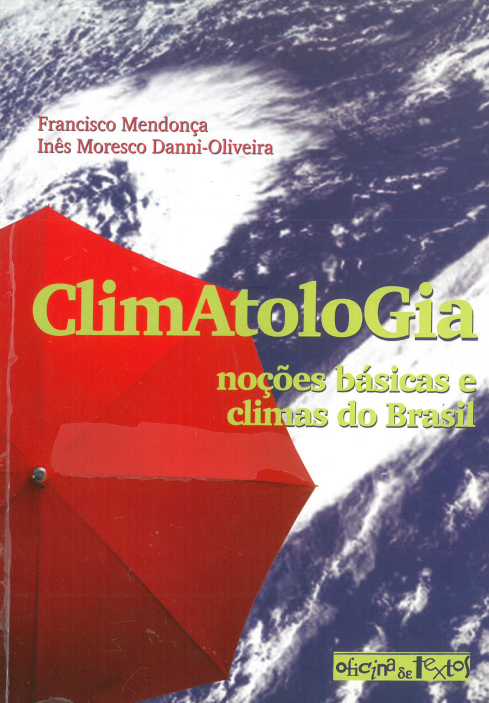 Francisco Mendonça
Inês Moresco Danni-Oliveira
ClimAtoloGia
noções básicas e
climas do Brasil
oficina de textos